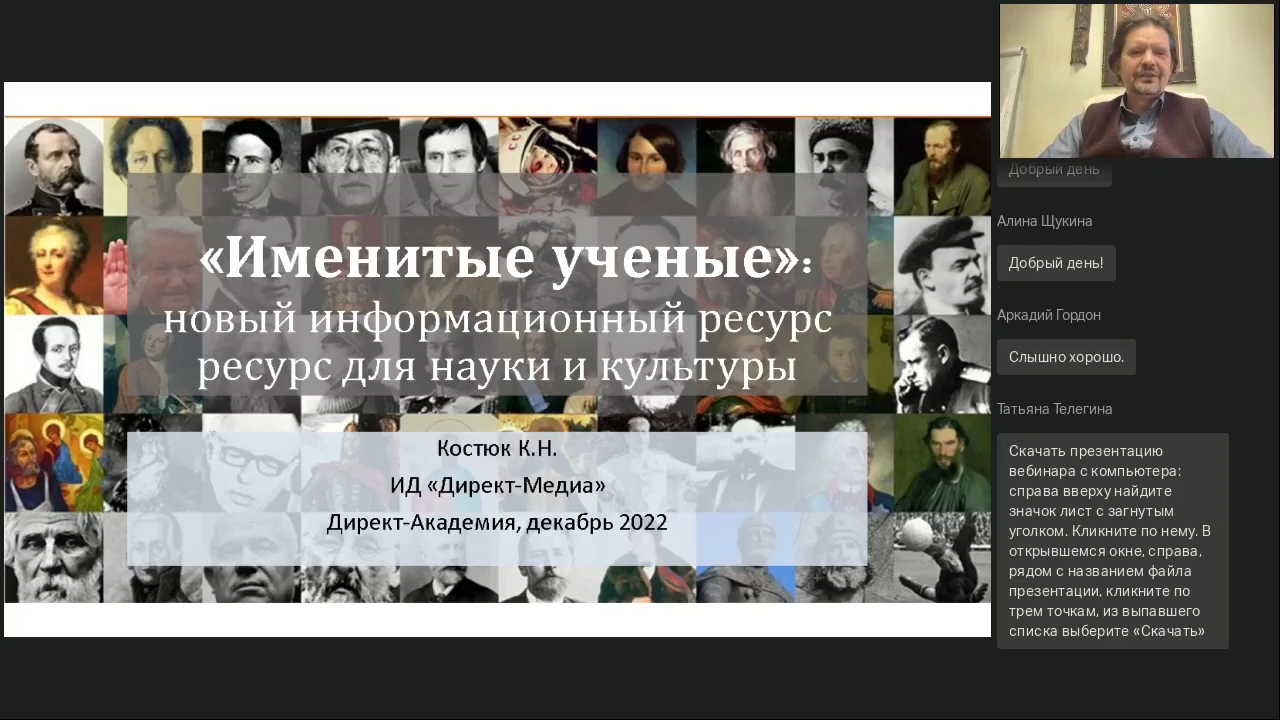 «Именитые ученые»:
новый информационный ресурс
ресурс для науки и культуры
Костюк К.Н.
ИД «Директ-Медиа»
Директ-Академия, декабрь 2022
Добрый день
Алина Щукина
Добрый день!
Аркадий Гордон
Слышно хорошо.
Татьяна Телегина
Скачать презентацию
вебинара с компьютера:
справа вверху найдите
значок лист с загнутым
уголком. Кликните по нему. В
открывшемся окне, справа,
рядом с названием файла
презентации, кликните по
трем точкам, из выпавшего
списка выберите «Скачать»